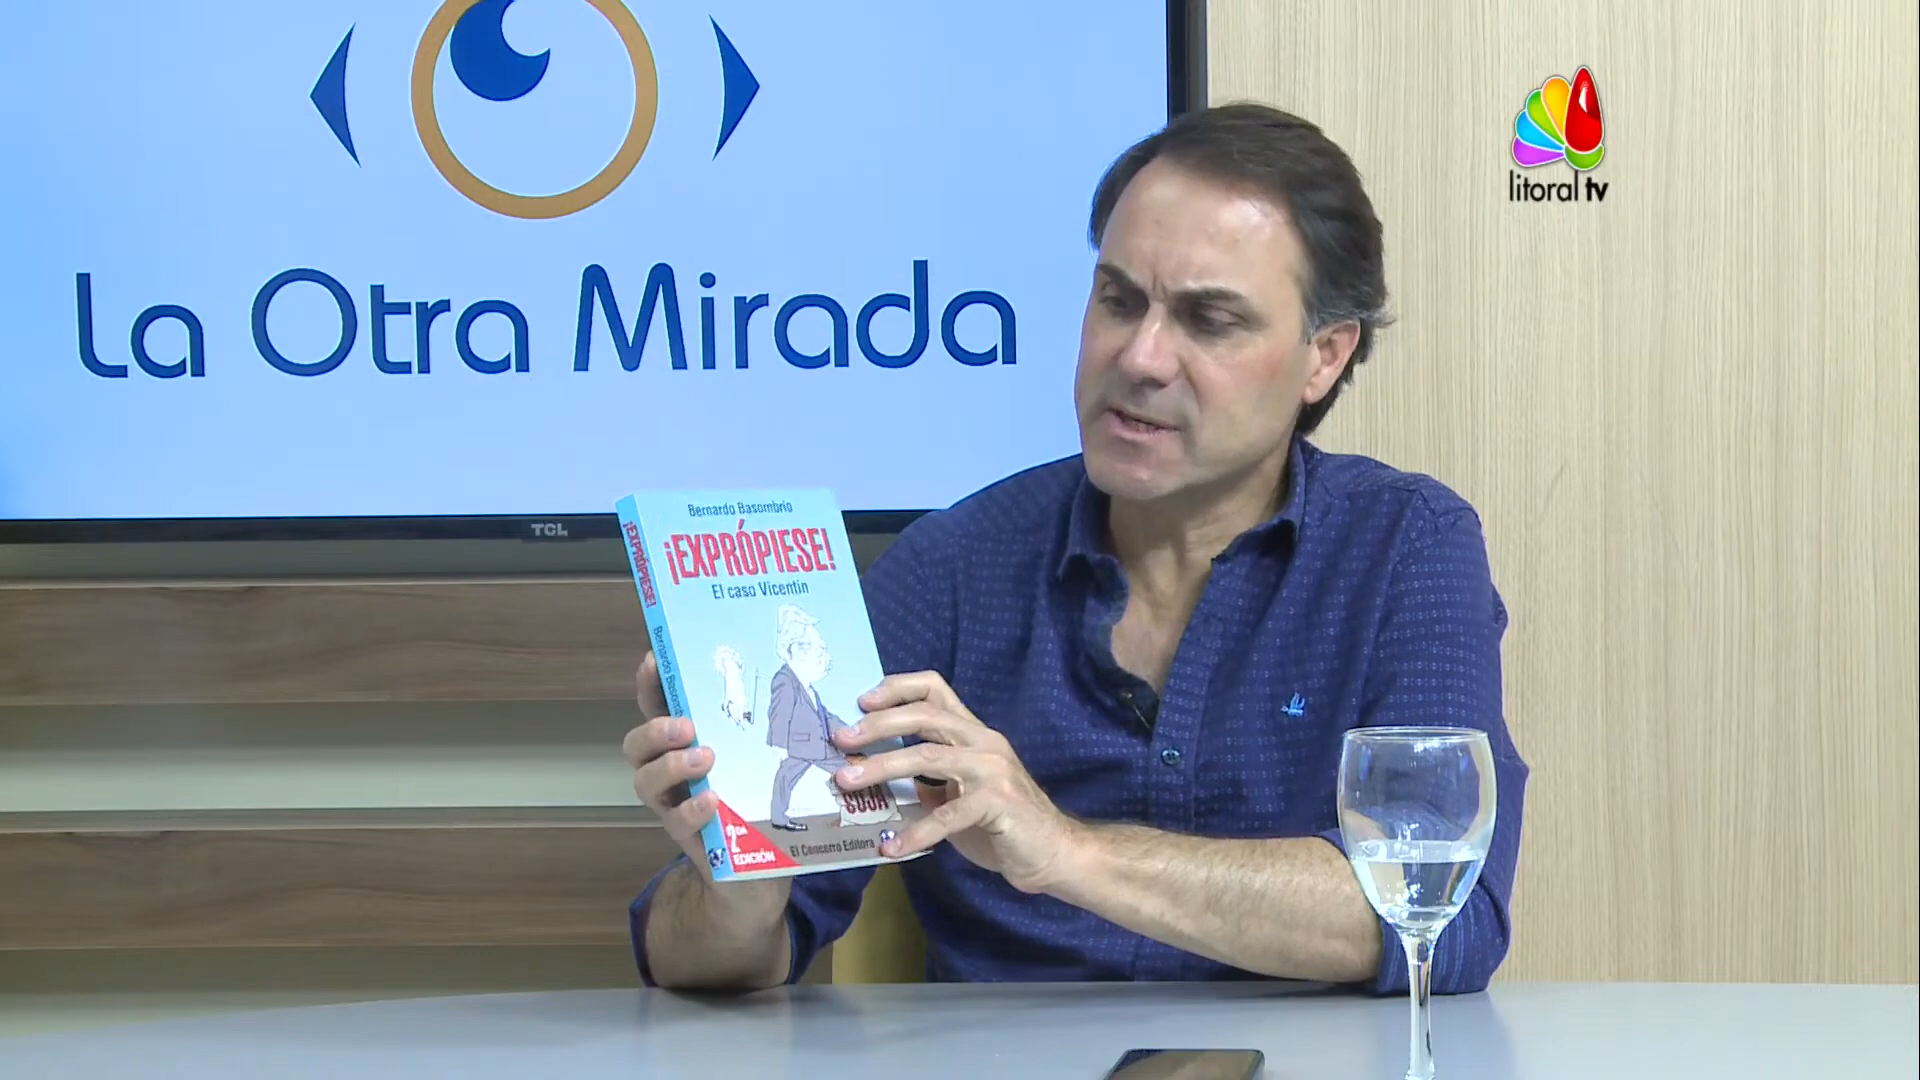 La Otra Mirada
litoral tv
TCL
Bernardo Basombrío
¡EXPRÓPIESE!
El caso Vicentin
SOJA
2da
EDICIÓN
El Cencerro Editora
¡EXPRÓPIESE!
Bernardo